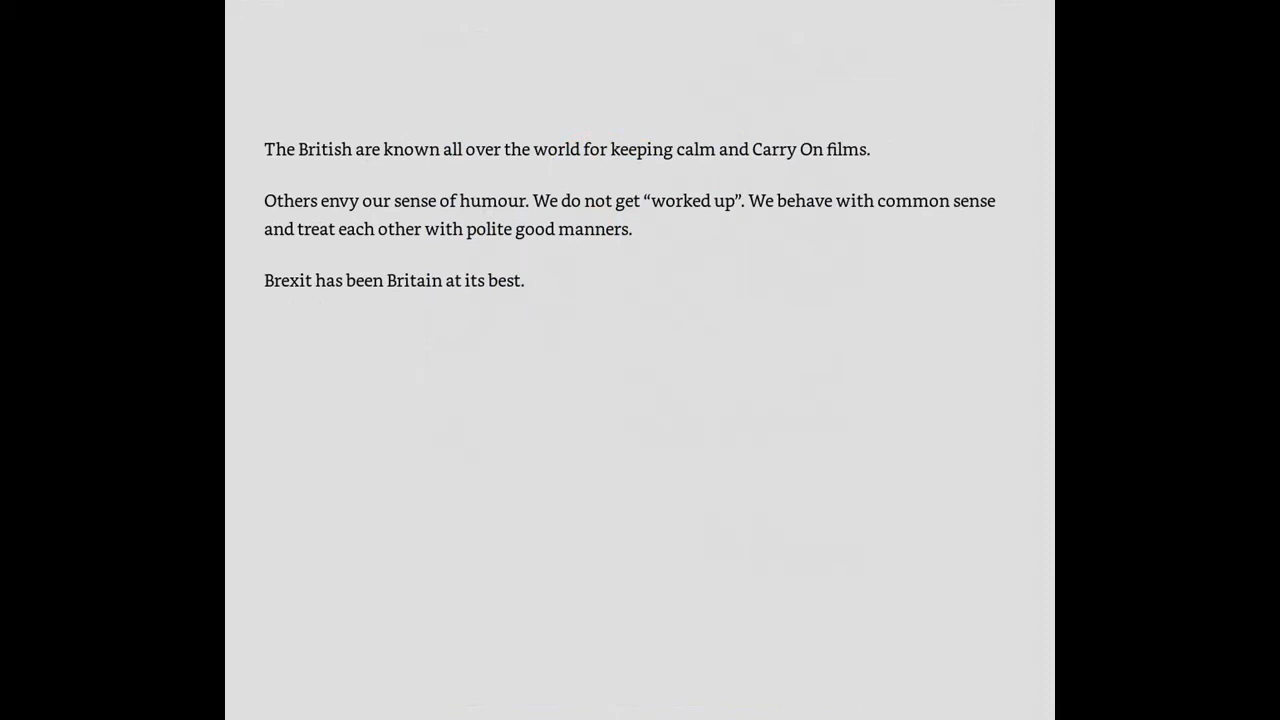 The British are known all over the world for keeping calm and Carry On films.
Others envy our sense of humour. We do not get “worked up”. We behave with common sense
and treat each other with polite good manners.
Brexit has been Britain at its best.